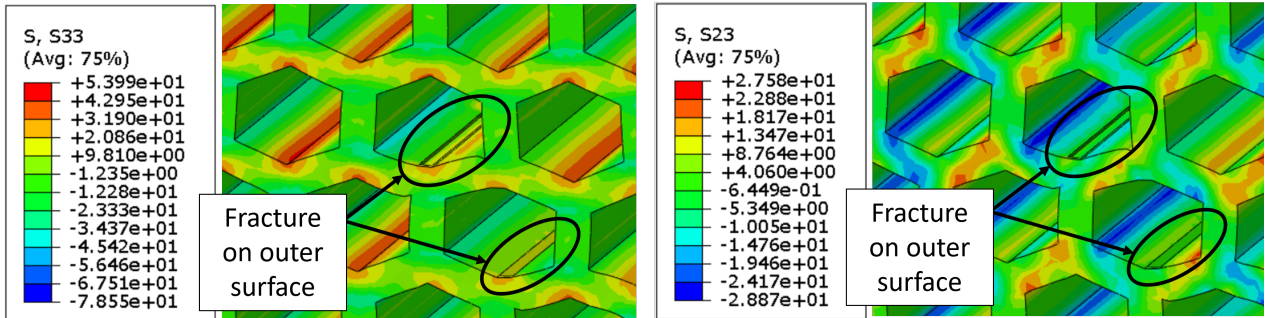 S, S33
(Avg: 75%)
+5.399e+01
+4.295e+01
+3.190e+01
+2.086e+01
+9.810e+00
-1.235e+00
-1.228e+01
-2.333e+01
-3.437e+01
-4.542e+01
-5.646e+01
-6.751e+01
-7.855e+01
Fracture
on outer
surface
S, S23
(Avg: 75%)
+2.758e+01
+2.288e+01
+1.817e+01
+1.347e+01
+8.764e+00
+4.060e+00
-6.449e-01
-5.349e+00
-1.005e+01
-1.476e+01
-1.946e+01
-2.417e+01
-2.887e+01
Fracture
on outer
surface